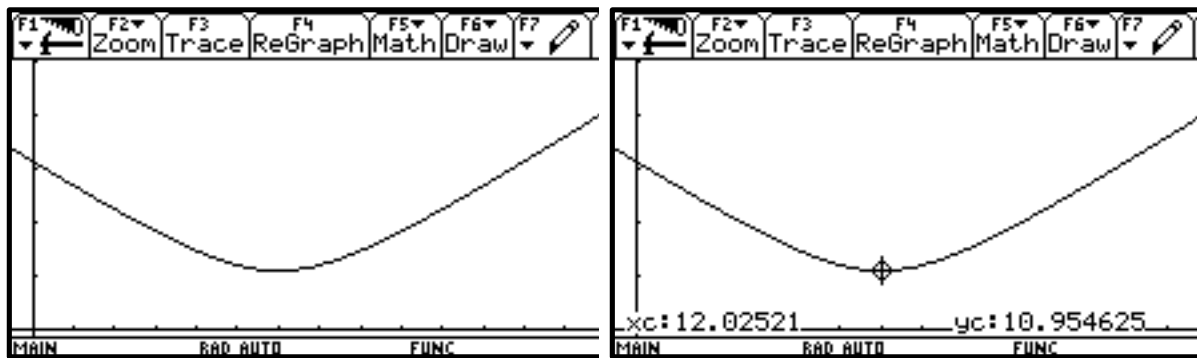 F1 F2 Zoom F3 Trace F4 ReGraph F5 Math F6 Draw F7
MAIN RAD AUTO FUNC
F1 F2 Zoom F3 Trace F4 ReGraph F5 Math F6 Draw F7
xc:12.02521 yc:10.954625
MAIN RAD AUTO FUNC